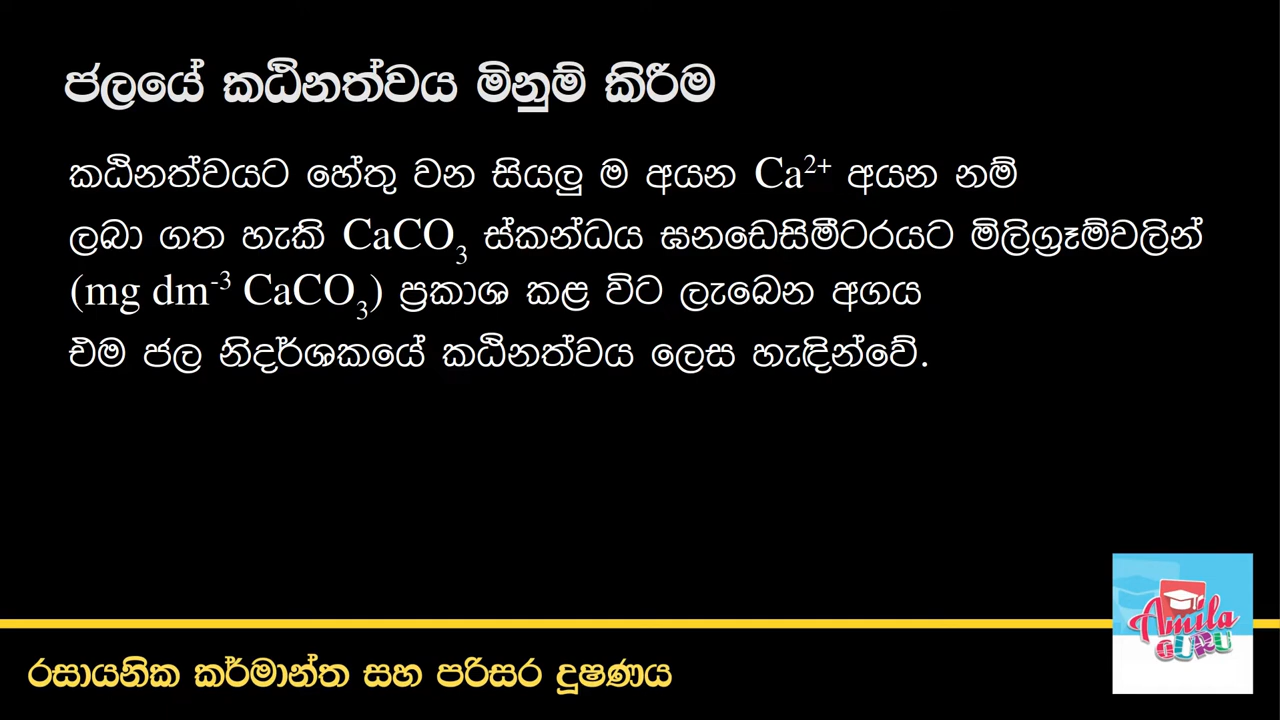 ජලයේ කඨිනත්වය මිනුම් කිරීම
කඨිනත්වයට හේතු වන සියලු ම අයන Ca²⁺ අයන නම්
ලබා ගත හැකි CaCO₃ ස්කන්ධය ඝනඩෙසිමීටරයට මිලිග්‍රෑම්වලින්
(mg dm⁻³ CaCO₃) ප්‍රකාශ කළ විට ලැබෙන අගය
එම ජල නිදර්ශකයේ කඨිනත්වය ලෙස හැඳින්වේ.
Amila
GURU
රසායනික කර්මාන්ත සහ පරිසර දූෂණය